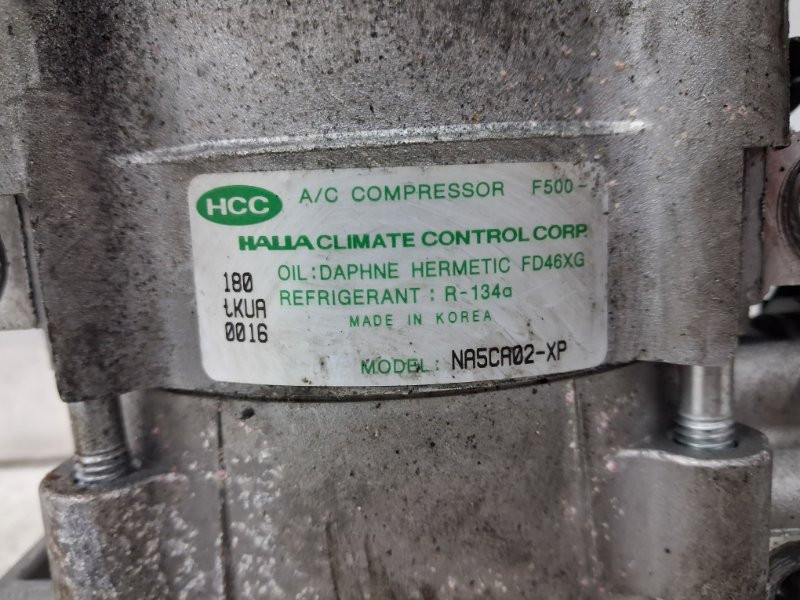 HCC A/C COMPRESSOR F500-
HALLA CLIMATE CONTROL CORP.
OIL: DAPHNE HERMETIC FD46XG
REFRIGERANT : R-134a
MADE IN KOREA
180
LKUA
0016
MODEL: NA5CA02-XP